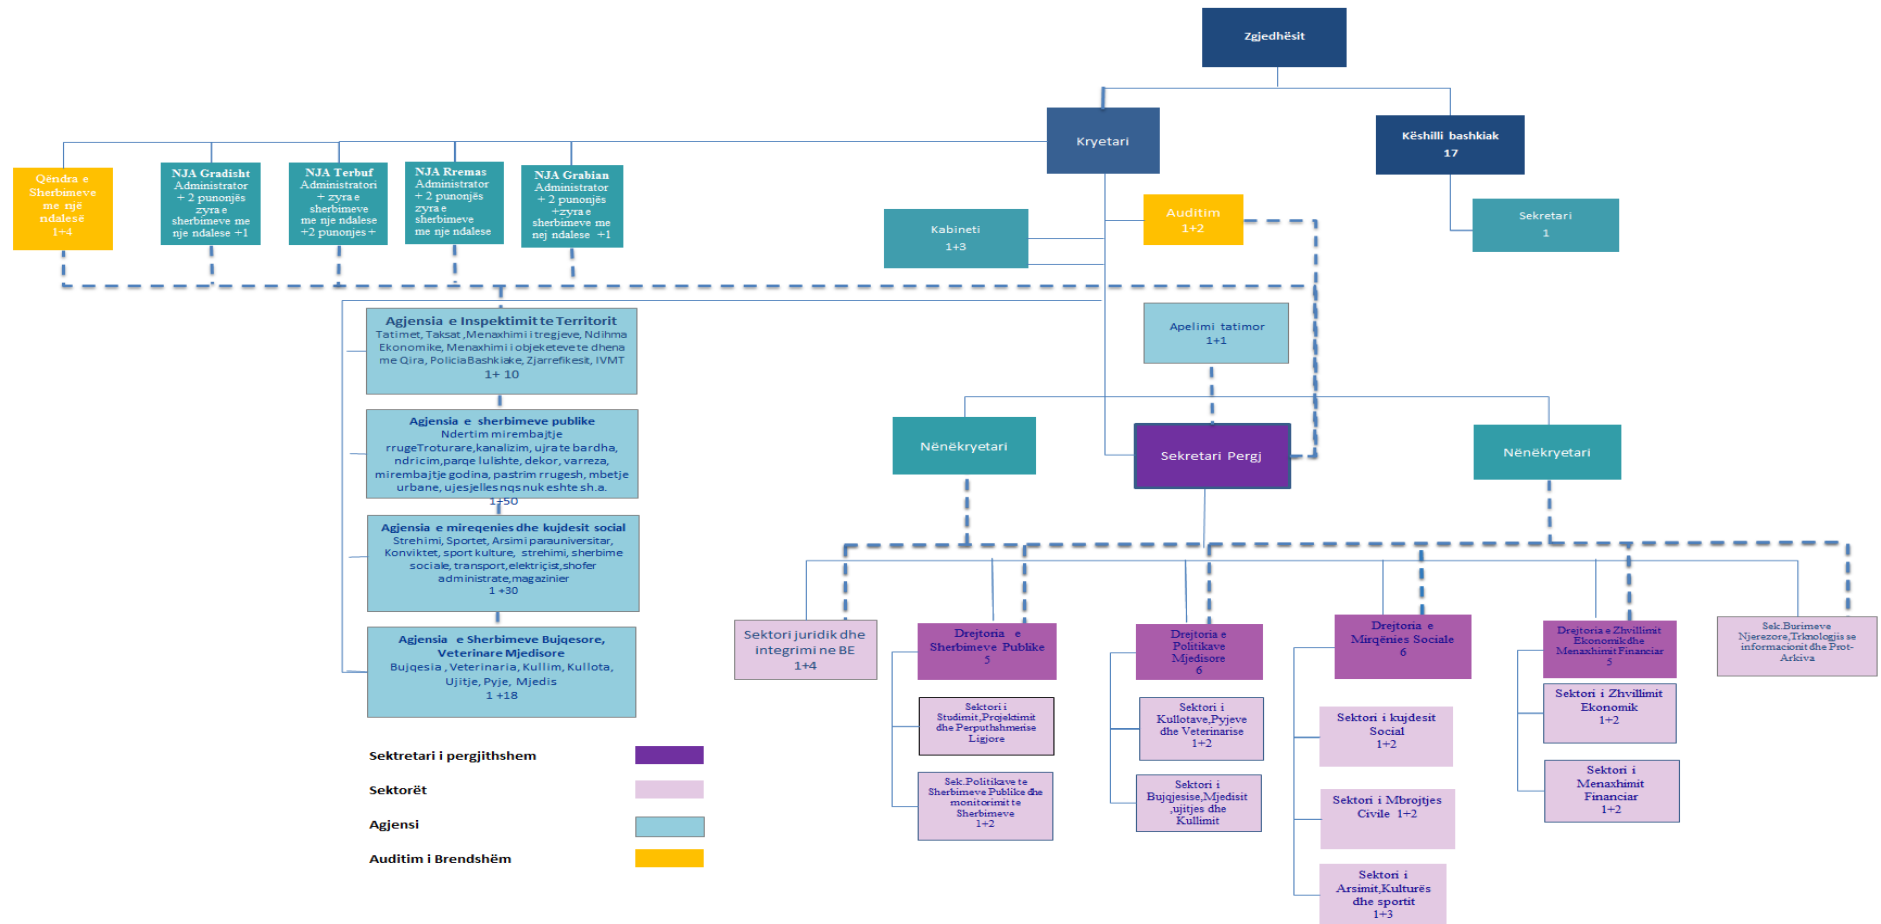 Zgjedhësit
Kryetari
Këshilli bashkiak
17
Sekretari
1
Qëndra e
Sherbimeve
me një
ndalesë
1+4
NJA Gradisht
Administrator
+ 2 punonjës
zyra e
sherbimeve me
nje ndalese +1
NJA Terbuf
Administratori
+ zyra e
sherbimeve
me nje ndalese
+2 punonjes +
NJA Rremas
Administrator
+ 2 punonjës
zyra e
sherbimeve
me nje ndalese
NJA Grabian
Administrator
+ 2 punonjës
+zyra e
sherbimeve me
nej ndalese +1
Kabineti
1+3
Auditim
1+2
Agjensia e Inspektimit te Territorit
Tatimet, Taksat ,Menaxhimi i tregjeve, Ndihma
Ekonomike, Menaxhimi i objekteteve te dhena
me Qira, Policia Bashkiake, Zjarrefikesit, IVMT
1+ 10
Apelimi tatimor
1+1
Agjensia e sherbimeve publike
Ndertim mirembajtje
rrugeTroturare,kanalizim, ujra te bardha,
ndricim,parqe lulishte, dekor, varreza,
mirembajtje godina, pastrim rrugesh, mbetje
urbane, ujesjelles nqs nuk eshte sh.a.
1+50
Nënëkryetari
Sekretari Pergj
Nënëkryetari
Agjensia e mireqenies dhe kujdesit social
Strehimi, Sportet, Arsimi parauniversitar,
Konviktet, sport kulture, strehimi, sherbime
sociale, transport,elektriçist,shofer
administrate,magazinier
1 +30
Agjensia e Sherbimeve Bujqesore,
Veterinare Mjedisore
Bujqesia , Veterinaria, Kullim, Kullota,
Ujitje, Pyje, Mjedis
1 +18
Sektori juridik dhe
integrimi ne BE
1+4
Drejtoria e
Sherbimeve Publike
5
Drejtoria e
Politikave
Mjedisore
6
Drejtoria e
Mirqënies Sociale
6
Drejtoria e Zhvillimit
Ekonomik dhe
Menaxhimit Financiar
5
Sek.Burimeve
Njerezore,Trknologjis se
informacionit dhe Prot-
Arkiva
Sektori i
Studimit,Projektimit
dhe Perputhshmerise
Ligjore
Sektori i
Kullotave,Pyjeve
dhe Veterinarise
1+2
Sektori i kujdesit
Social
1+2
Sektori i Zhvillimit
Ekonomik
1+2
Sek.Politikave te
Sherbimeve Publike dhe
monitorimit te
Sherbimeve
1+2
Sektori i
Bujqjesise,Mjedisit
,ujitjes dhe
Kullimit
Sektori i Mbrojtjes
Civile 1+2
Sektori i
Menaxhimit
Financiar
1+2
Sektori i
Arsimit,Kulturës
dhe sportit
1+3
Sektretari i pergjithshem
Sektorët
Agjensi
Auditim i Brendshëm